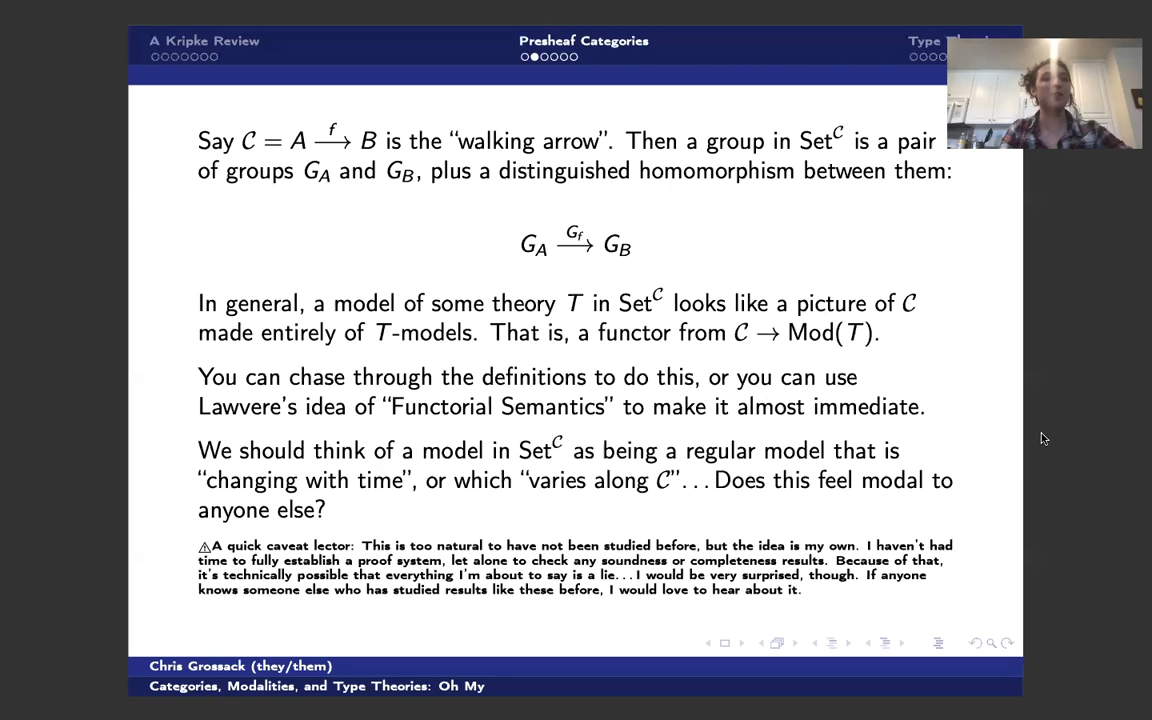 A Kripke Review
Presheaf Categories
Type
Say 𝒞 = A —f→ B is the “walking arrow”. Then a group in Set^𝒞 is a pair
of groups G_A and G_B, plus a distinguished homomorphism between them:
G_A —G_f→ G_B
In general, a model of some theory T in Set^𝒞 looks like a picture of 𝒞
made entirely of T-models. That is, a functor from 𝒞 → Mod(T).
You can chase through the definitions to do this, or you can use
Lawvere’s idea of “Functorial Semantics” to make it almost immediate.
We should think of a model in Set^𝒞 as being a regular model that is
“changing with time”, or which “varies along 𝒞”. . . Does this feel modal to
anyone else?
⚠A quick caveat lector: This is too natural to have not been studied before, but the idea is my own. I haven’t had
time to fully establish a proof system, let alone to check any soundness or completeness results. Because of that,
it’s technically possible that everything I’m about to say is a lie. . . I would be very surprised, though. If anyone
knows someone else who has studied results like these before, I would love to hear about it.
Chris Grossack (they/them)
Categories, Modalities, and Type Theories: Oh My